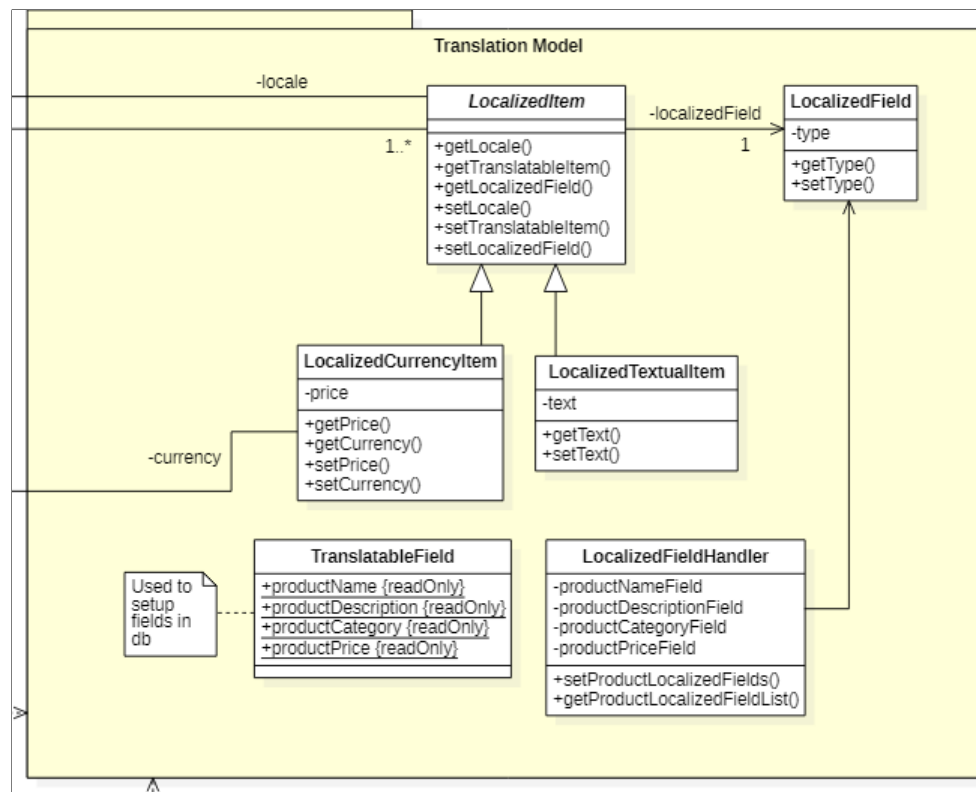 Translation Model
-locale
1..*
LocalizedItem
+getLocale()
+getTranslatableItem()
+getLocalizedField()
+setLocale()
+setTranslatableItem()
+setLocalizedField()
-localizedField
1
LocalizedField
-type
+getType()
+setType()
LocalizedCurrencyItem
-price
+getPrice()
+getCurrency()
+setPrice()
+setCurrency()
-currency
LocalizedTextualItem
-text
+getText()
+setText()
Used to
setup
fields in
db
TranslatableField
+productName {readOnly}
+productDescription {readOnly}
+productCategory {readOnly}
+productPrice {readOnly}
LocalizedFieldHandler
-productNameField
-productDescriptionField
-productCategoryField
-productPriceField
+setProductLocalizedFields()
+getProductLocalizedFieldList()